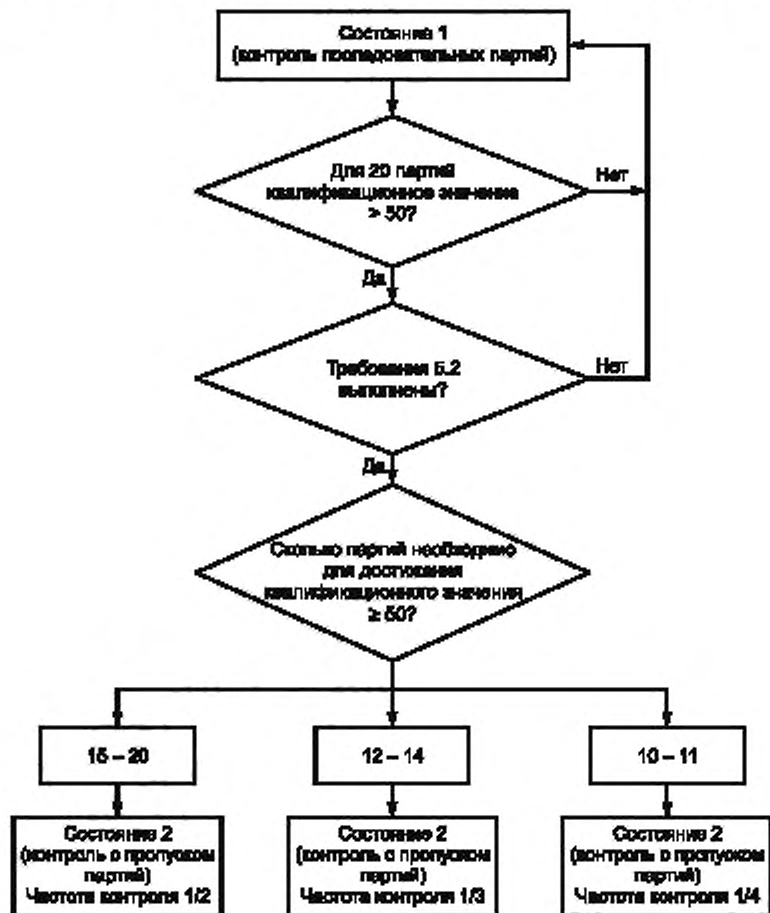 Состояние 1
(контроль последовательных партий)
Для 20 партий
квалификационное значение
≥ 50?
Нет
Да
Требования 5.2
выполнены?
Нет
Да
Сколько партий необходимо
для достижения
квалификационного значения
≥ 50?
15 – 20
12 – 14
10 – 11
Состояние 2
(контроль с пропуском
партий)
Частота контроля 1/2
Состояние 2
(контроль с пропуском
партий)
Частота контроля 1/3
Состояние 2
(контроль с пропуском
партий)
Частота контроля 1/4